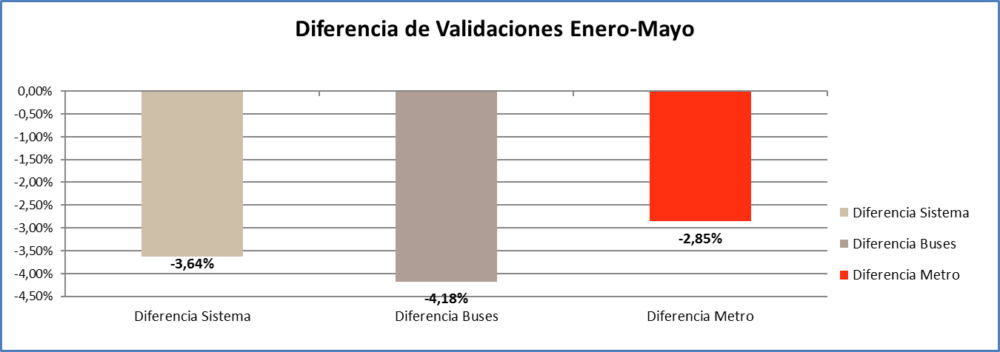 Diferencia de Validaciones Enero-Mayo
0,00%
-0,50%
-1,00%
-1,50%
-2,00%
-2,50%
-3,00%
-3,50%
-4,00%
-4,50%
-3,64%
-4,18%
-2,85%
Diferencia Sistema
Diferencia Buses
Diferencia Metro
Diferencia Sistema
Diferencia Buses
Diferencia Metro